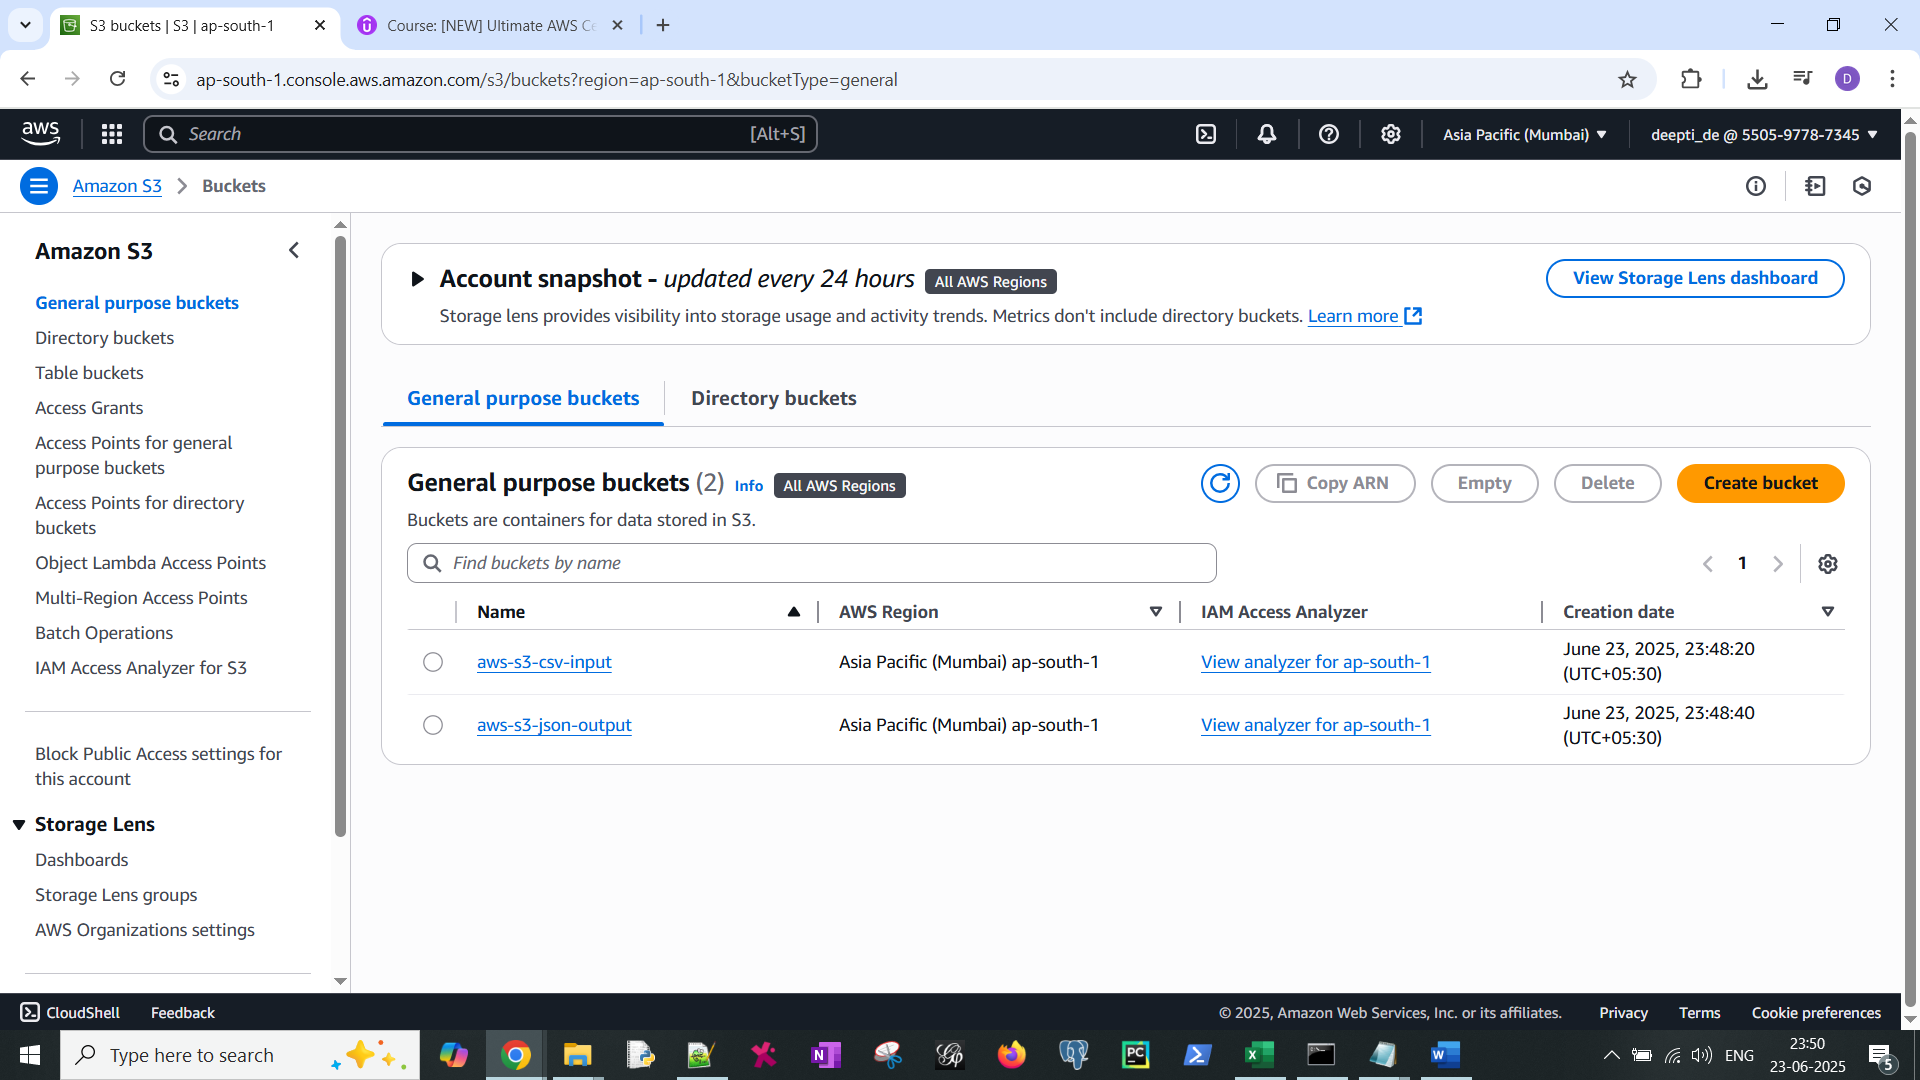 S3 buckets | S3 | ap-south-1
Course: [NEW] Ultimate AWS Ce
ap-south-1.console.aws.amazon.com/s3/buckets?region=ap-south-1&bucketType=general
D
aws
Search
[Alt+S]
Asia Pacific (Mumbai)
deepti_de @ 5505-9778-7345
Amazon S3
Buckets
Amazon S3
General purpose buckets
Directory buckets
Table buckets
Access Grants
Access Points for general
purpose buckets
Access Points for directory
buckets
Object Lambda Access Points
Multi-Region Access Points
Batch Operations
IAM Access Analyzer for S3
Block Public Access settings for
this account
Storage Lens
Dashboards
Storage Lens groups
AWS Organizations settings
Account snapshot - updated every 24 hours
All AWS Regions
View Storage Lens dashboard
Storage lens provides visibility into storage usage and activity trends. Metrics don't include directory buckets. Learn more
General purpose buckets
Directory buckets
General purpose buckets (2) Info
All AWS Regions
Copy ARN
Empty
Delete
Create bucket
Buckets are containers for data stored in S3.
Find buckets by name
1
Name
AWS Region
IAM Access Analyzer
Creation date
aws-s3-csv-input
Asia Pacific (Mumbai) ap-south-1
View analyzer for ap-south-1
June 23, 2025, 23:48:20
(UTC+05:30)
aws-s3-json-output
Asia Pacific (Mumbai) ap-south-1
View analyzer for ap-south-1
June 23, 2025, 23:48:40
(UTC+05:30)
CloudShell
Feedback
© 2025, Amazon Web Services, Inc. or its affiliates.
Privacy
Terms
Cookie preferences
Type here to search
N
PC
X
W
ENG
23:50
23-06-2025
5